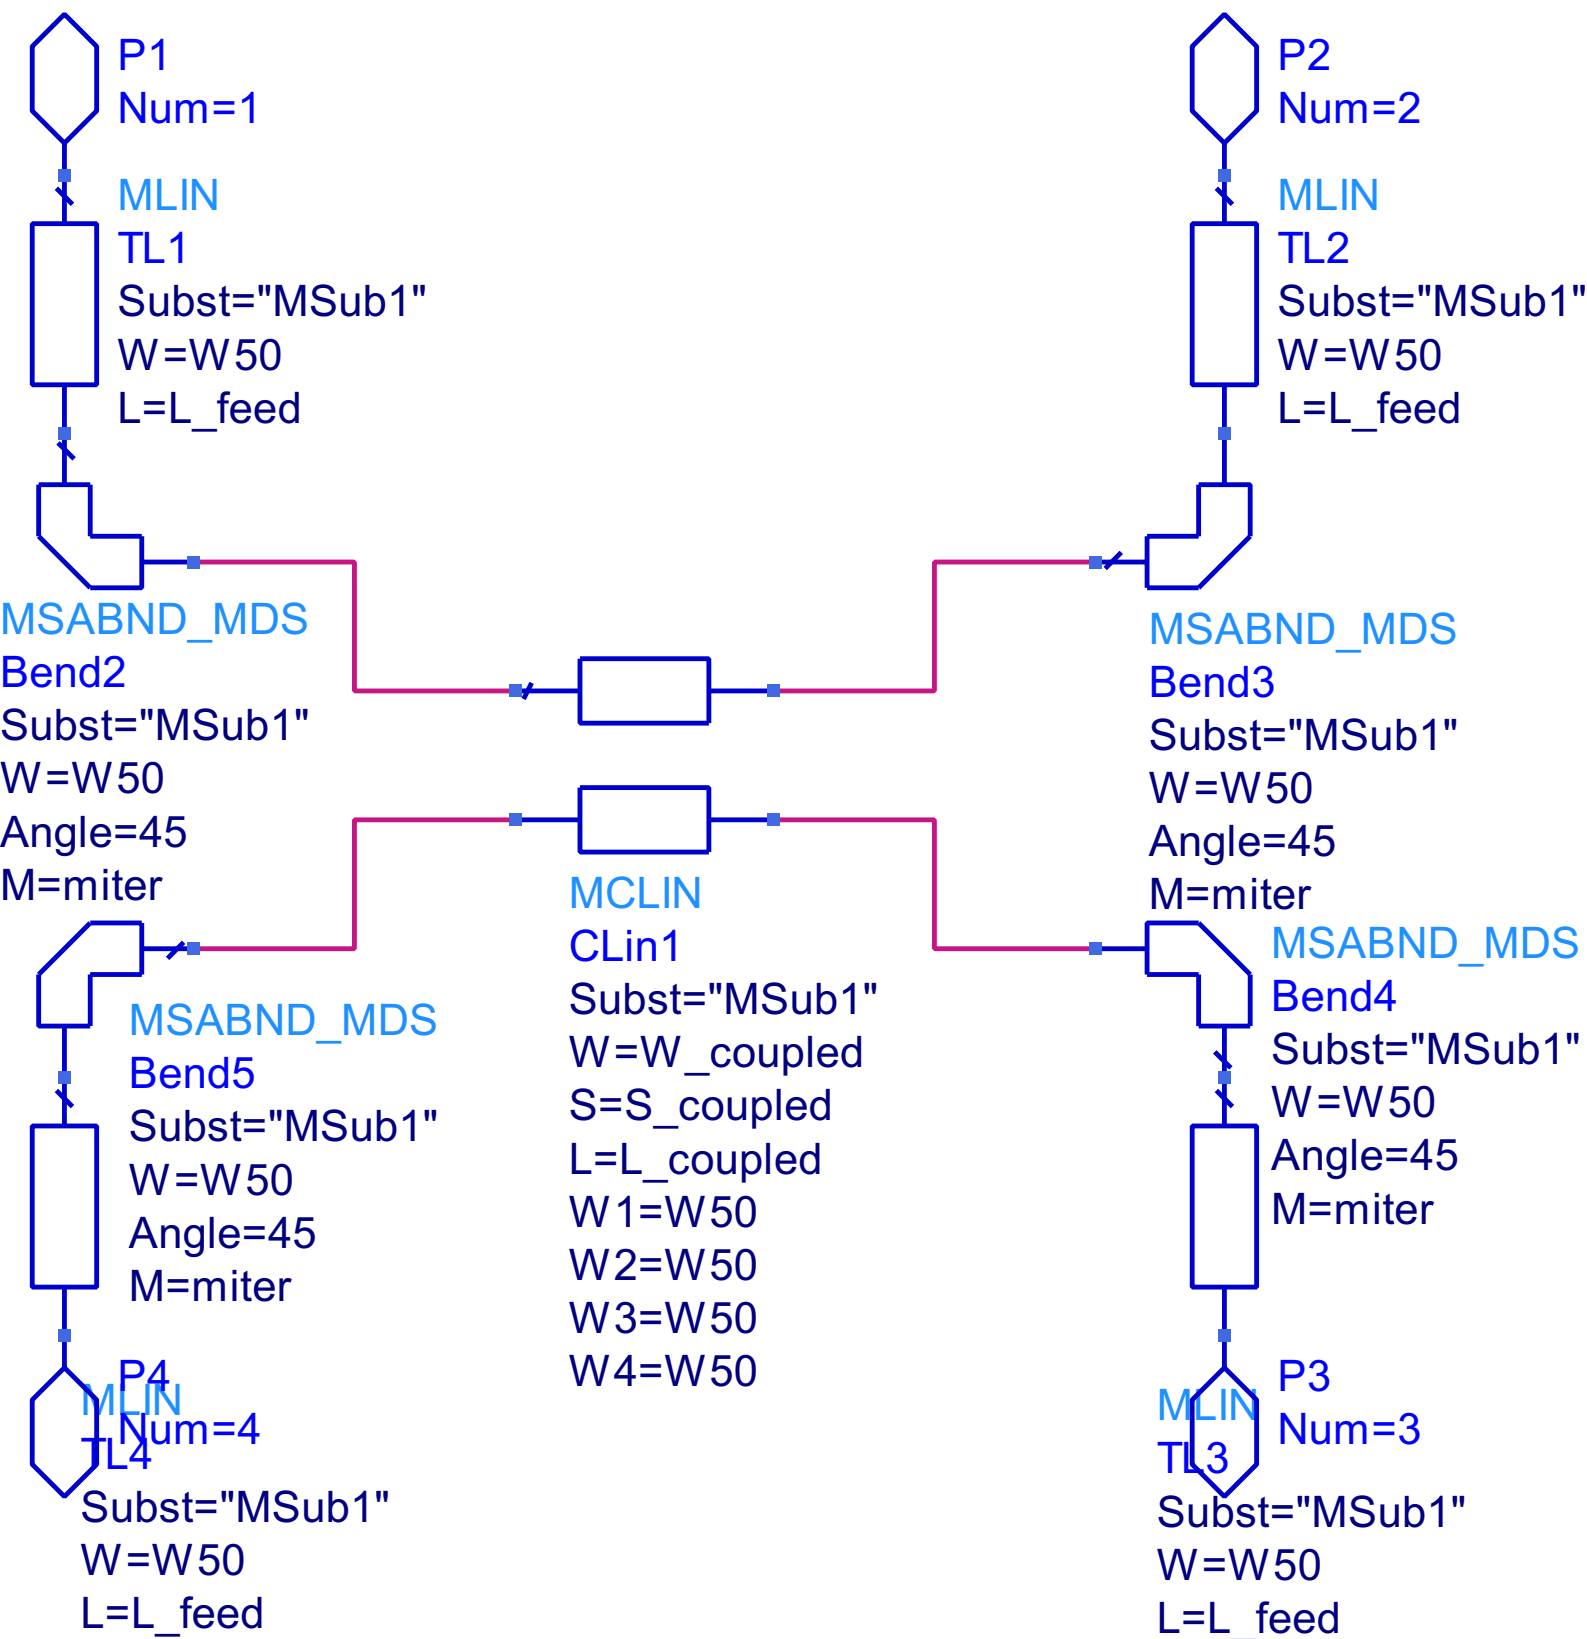 P1
Num=1
MLIN
TL1
Subst="MSub1"
W=W50
L=L_feed
P2
Num=2
MLIN
TL2
Subst="MSub1"
W=W50
L=L_feed
MSABND_MDS
Bend2
Subst="MSub1"
W=W50
Angle=45
M=miter
MSABND_MDS
Bend3
Subst="MSub1"
W=W50
Angle=45
M=miter
MCLIN
CLin1
Subst="MSub1"
W=W_coupled
S=S_coupled
L=L_coupled
W1=W50
W2=W50
W3=W50
W4=W50
MSABND_MDS
Bend5
Subst="MSub1"
W=W50
Angle=45
M=miter
MSABND_MDS
Bend4
Subst="MSub1"
W=W50
Angle=45
M=miter
P4
Num=4
MLIN
TL4
Subst="MSub1"
W=W50
L=L_feed
P3
Num=3
MLIN
TL3
Subst="MSub1"
W=W50
L=L_feed